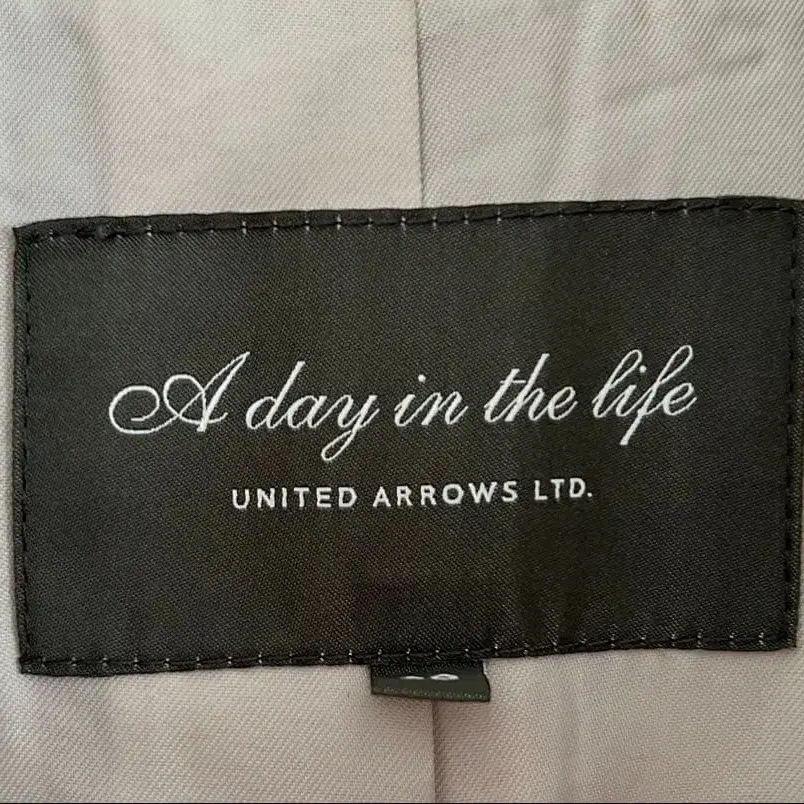 A day in the life
UNITED ARROWS LTD.